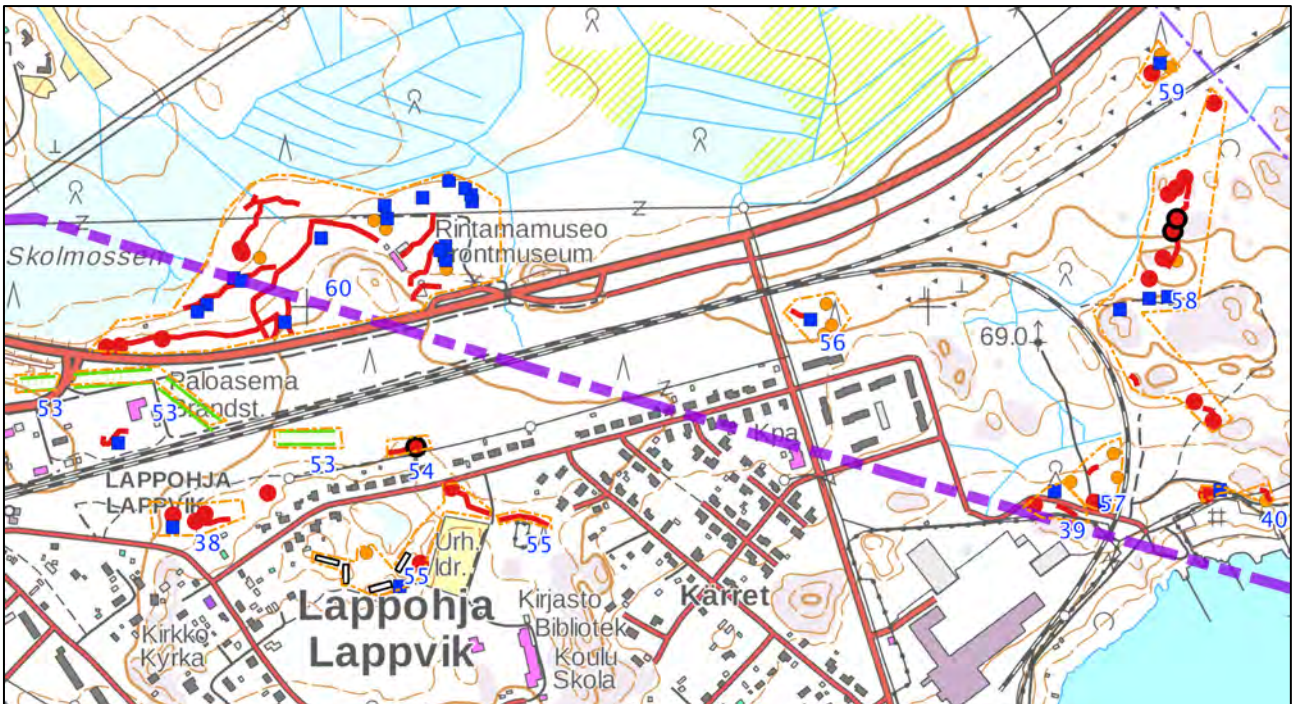 59
Rintamamuseo
Frontmuseum
Skolmossen
60
58
56
69.0
Paloasema
Brandst.
53
53
53
54
Kna
LAPPOHJA
LAPPVIK
38
57
39
40
55
Urh.
Idr.
55
Lappohja
Lappvik
Kärret
Kirjasto
Bibliotek
Koulu
Skola
Kirkko
Kyrka